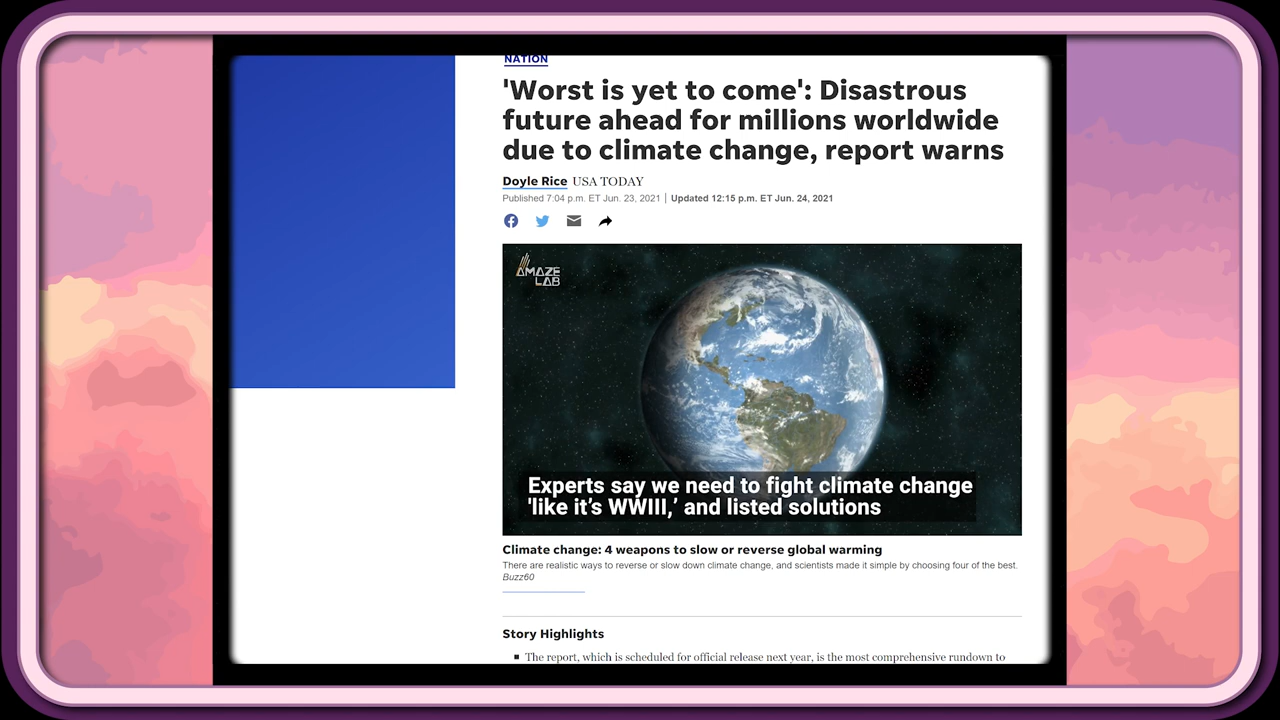 NATION
'Worst is yet to come': Disastrous
future ahead for millions worldwide
due to climate change, report warns
Doyle Rice USA TODAY
Published 7:04 p.m. ET Jun. 23, 2021 | Updated 12:15 p.m. ET Jun. 24, 2021
AMAZE
LAB
Experts say we need to fight climate change
'like it's WWIII,' and listed solutions
Climate change: 4 weapons to slow or reverse global warming
There are realistic ways to reverse or slow down climate change, and scientists made it simple by choosing four of the best.
Buzz60
Story Highlights
■ The report, which is scheduled for official release next year, is the most comprehensive rundown to